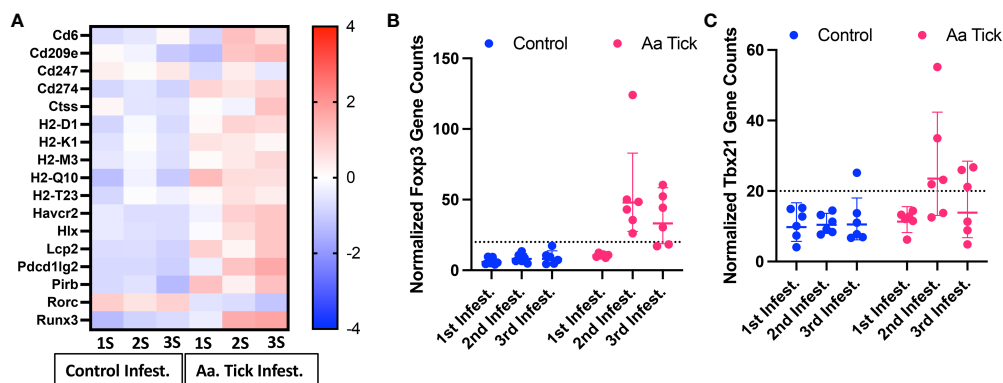 A
Cd6
Cd209e
Cd247
Cd274
Ctss
H2-D1
H2-K1
H2-M3
H2-Q10
H2-T23
Havcr2
Hlx
Lcp2
Pdcd1lg2
Pirb
Rorc
Runx3
1S 2S 3S 1S 2S 3S
Control Infest. Aa. Tick Infest.
4
2
0
-2
-4
B
Control Aa Tick
Normalized Foxp3 Gene Counts
150
100
50
0
1st Infest.
2nd Infest.
3rd Infest.
1st Infest.
2nd Infest.
3rd Infest.
C
Control Aa Tick
Normalized Tbx21 Gene Counts
60
40
20
0
1st Infest.
2nd Infest.
3rd Infest.
1st Infest.
2nd Infest.
3rd Infest.